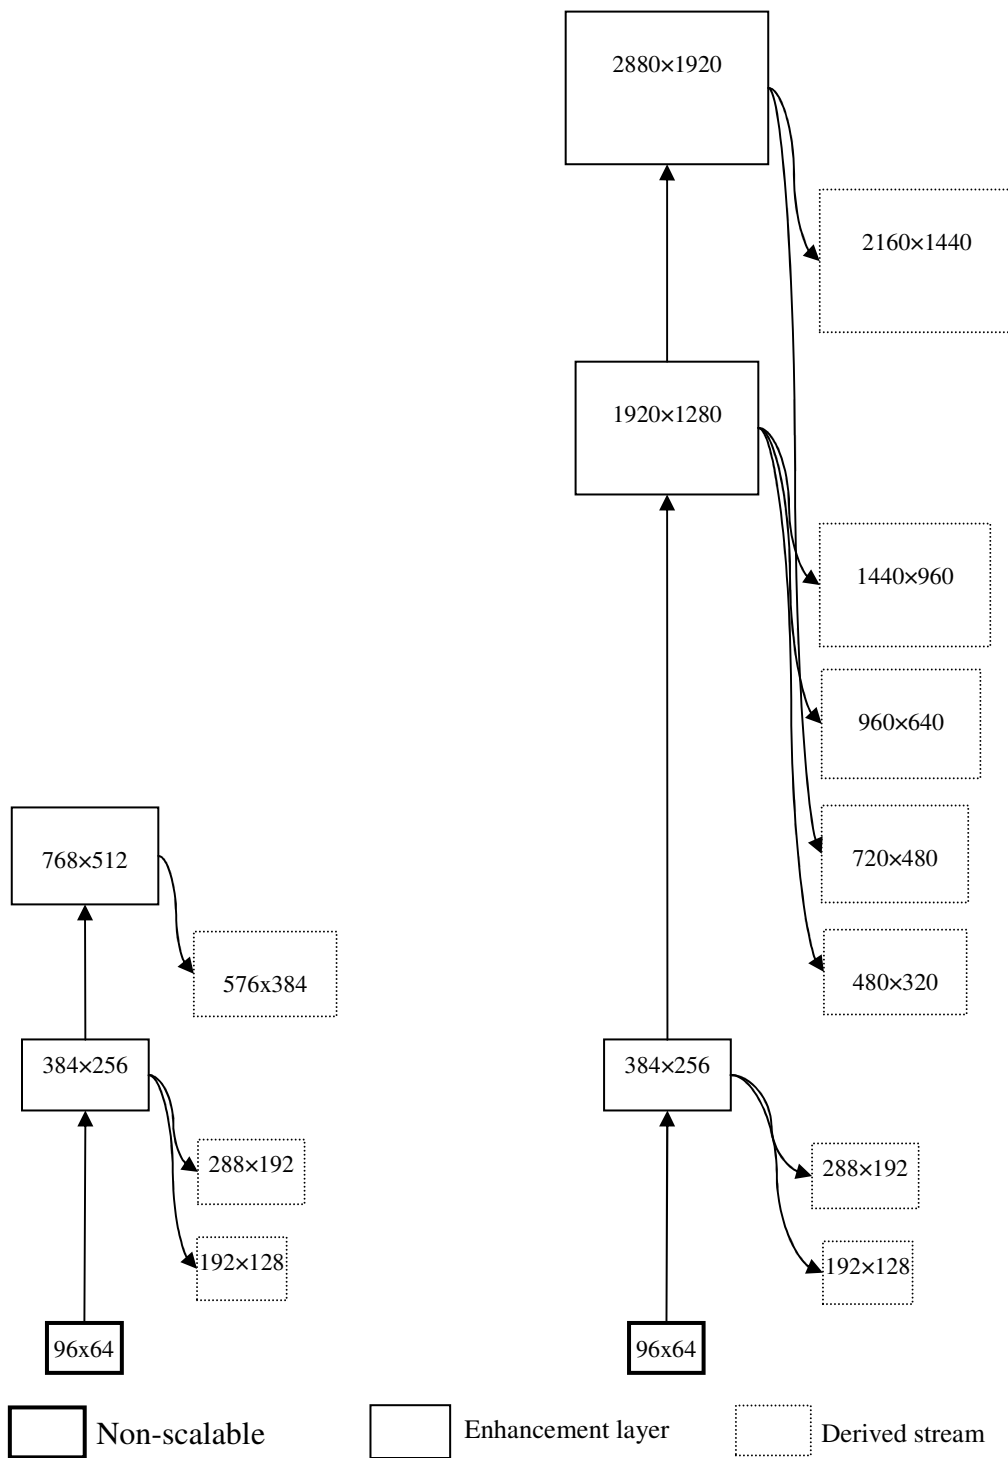 2880×1920
2160×1440
1920×1280
1440×960
960×640
768×512
720×480
576x384
480×320
384×256
384×256
288×192
288×192
192×128
192×128
96x64
96x64
Non-scalable
Enhancement layer
Derived stream